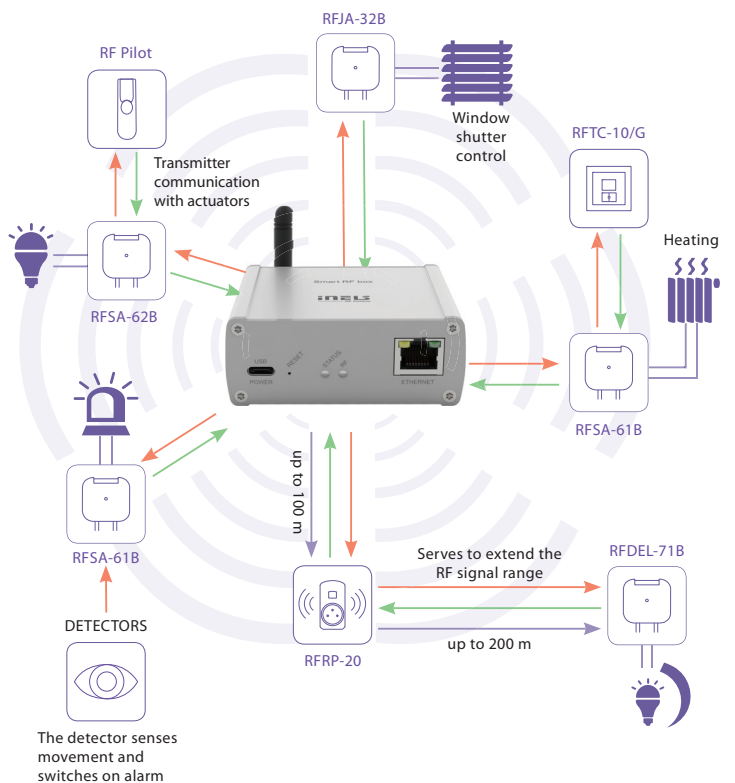 RFJA-32B
RF Pilot
Window
shutter
control
RFTC-10/G
Transmitter
communication
with actuators
Heating
RFSA-62B
Smart RF box
iNELS
USB
POWER
RESET
STATUS
RF
ETHERNET
RFSA-61B
RFSA-61B
up to 100 m
Serves to extend the
RF signal range
RFDEL-71B
up to 200 m
RFRP-20
DETECTORS
The detector senses
movement and
switches on alarm